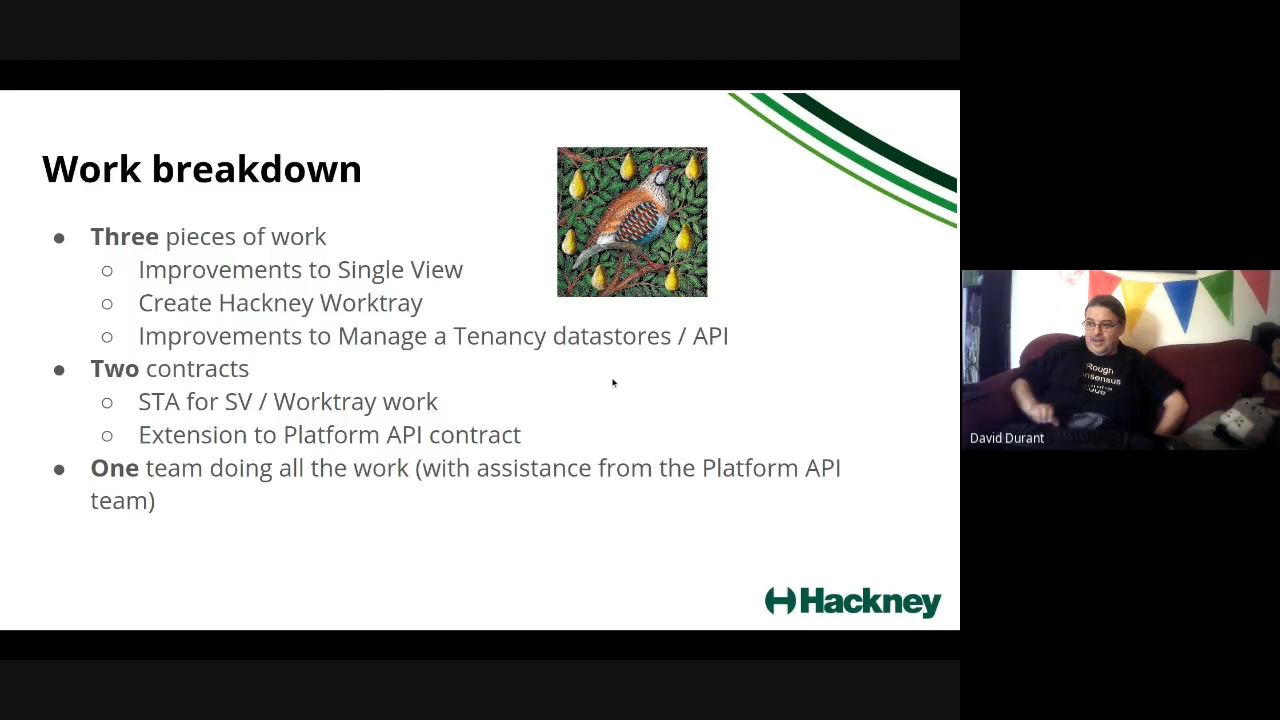 Work breakdown
● Three pieces of work
○ Improvements to Single View
○ Create Hackney Worktray
○ Improvements to Manage a Tenancy datastores / API
● Two contracts
○ STA for SV / Worktray work
○ Extension to Platform API contract
● One team doing all the work (with assistance from the Platform API
team)
Hackney
Rough
David Durant